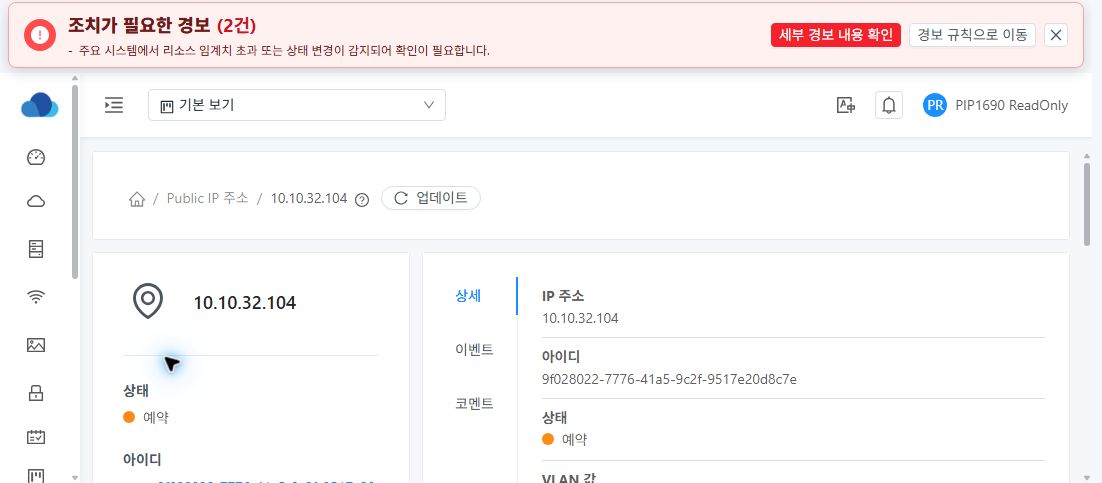 조치가 필요한 경보 (2건)
- 주요 시스템에서 리소스 임계치 초과 또는 상태 변경이 감지되어 확인이 필요합니다.
세부 경보 내용 확인
경보 규칙으로 이동
기본 보기
PR PIP1690 ReadOnly
/ Public IP 주소 / 10.10.32.104
업데이트
10.10.32.104
상태
예약
아이디
상세
이벤트
코멘트
IP 주소
10.10.32.104
아이디
9f028022-7776-41a5-9c2f-9517e20d8c7e
상태
예약
VLAN 값